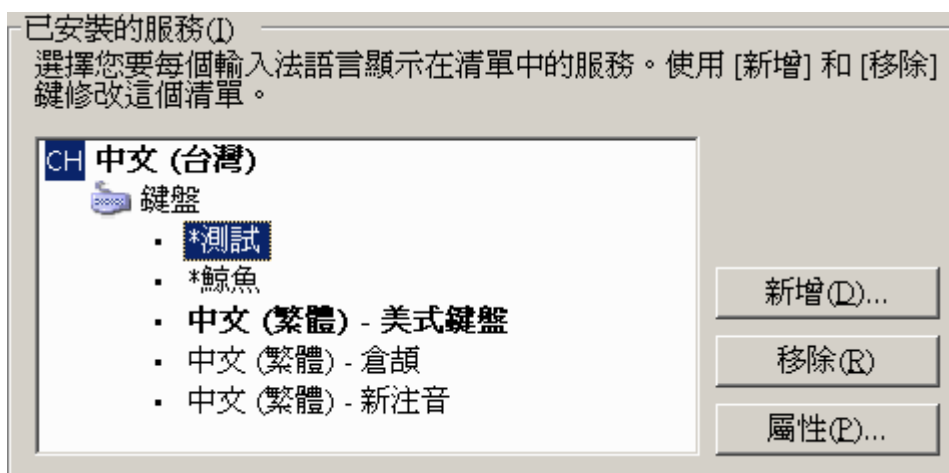 已安裝的服務(I)
選擇您要每個輸入法語言顯示在清單中的服務。使用 [新增] 和 [移除]
鍵修改這個清單。
CH 中文 (台灣)
鍵盤
*測試
*鯨魚
中文 (繁體) - 美式鍵盤
中文 (繁體) - 倉頡
中文 (繁體) - 新注音
新增(D)...
移除(R)
屬性(P)...